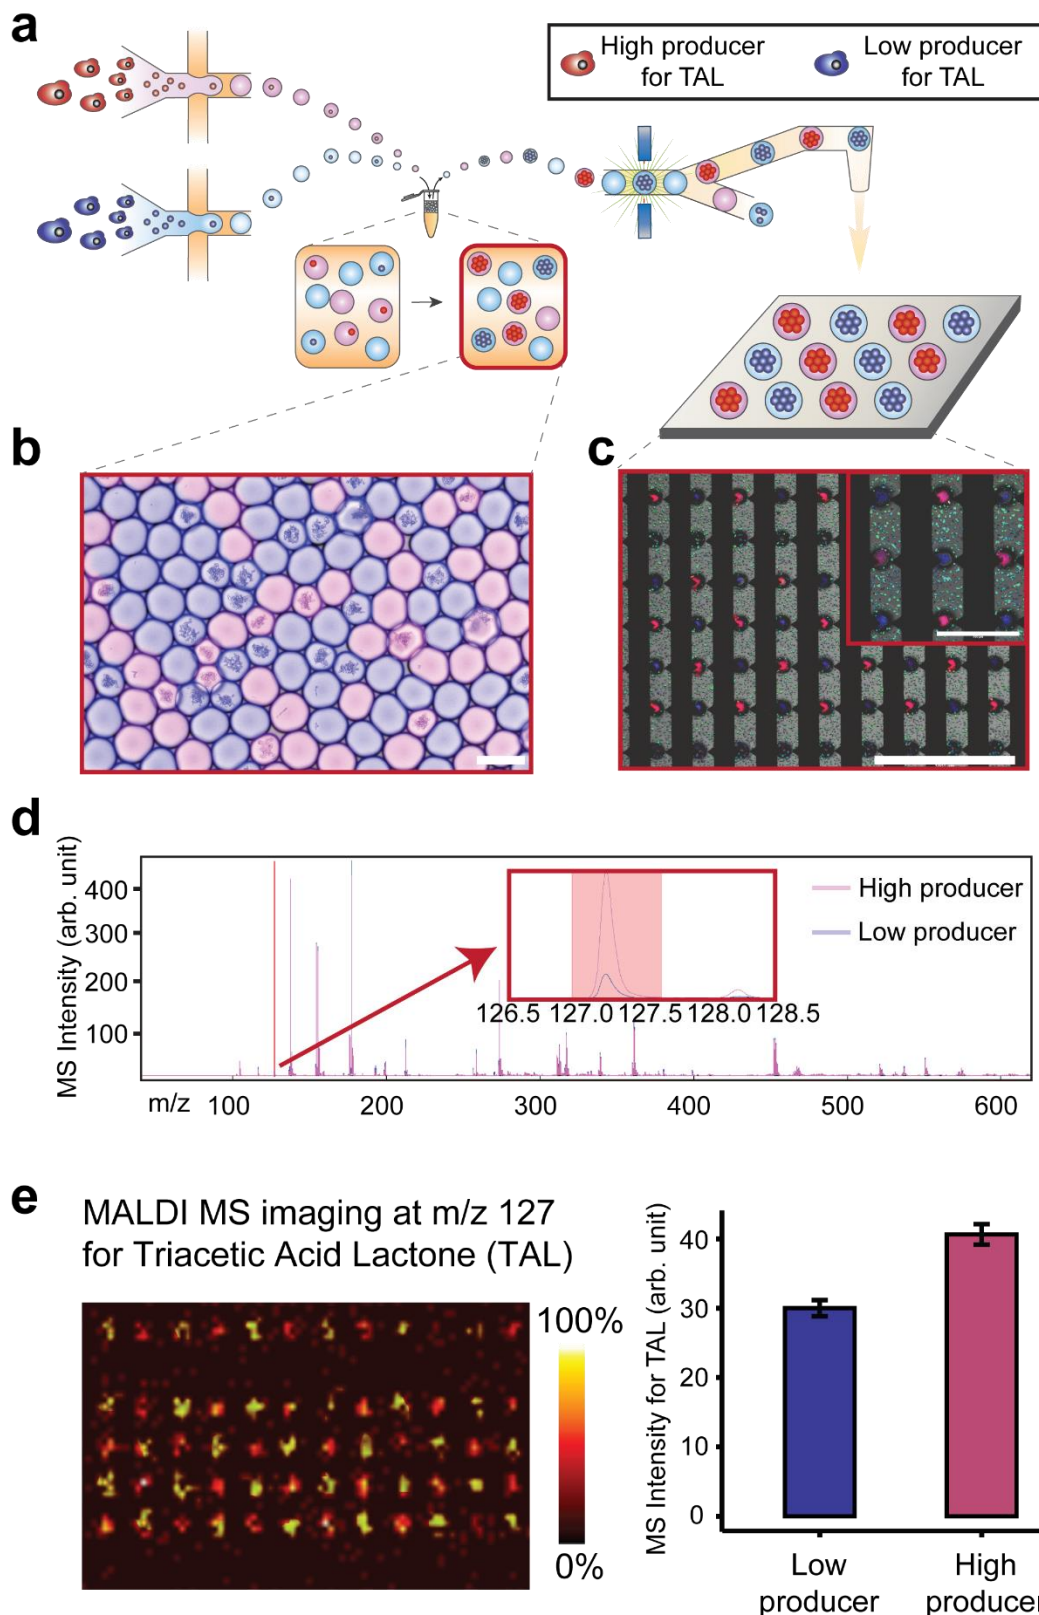 a
High producer
for TAL
Low producer
for TAL
b
c
d
MS Intensity (arb. unit)
400
300
200
100
High producer
Low producer
126.5 127.0 127.5 128.0 128.5
m/z 100 200 300 400 500 600
e
MALDI MS imaging at m/z 127
for Triacetic Acid Lactone (TAL)
100%
0%
MS Intensity for TAL (arb. unit)
40
30
20
10
0
Low
producer
High
producer